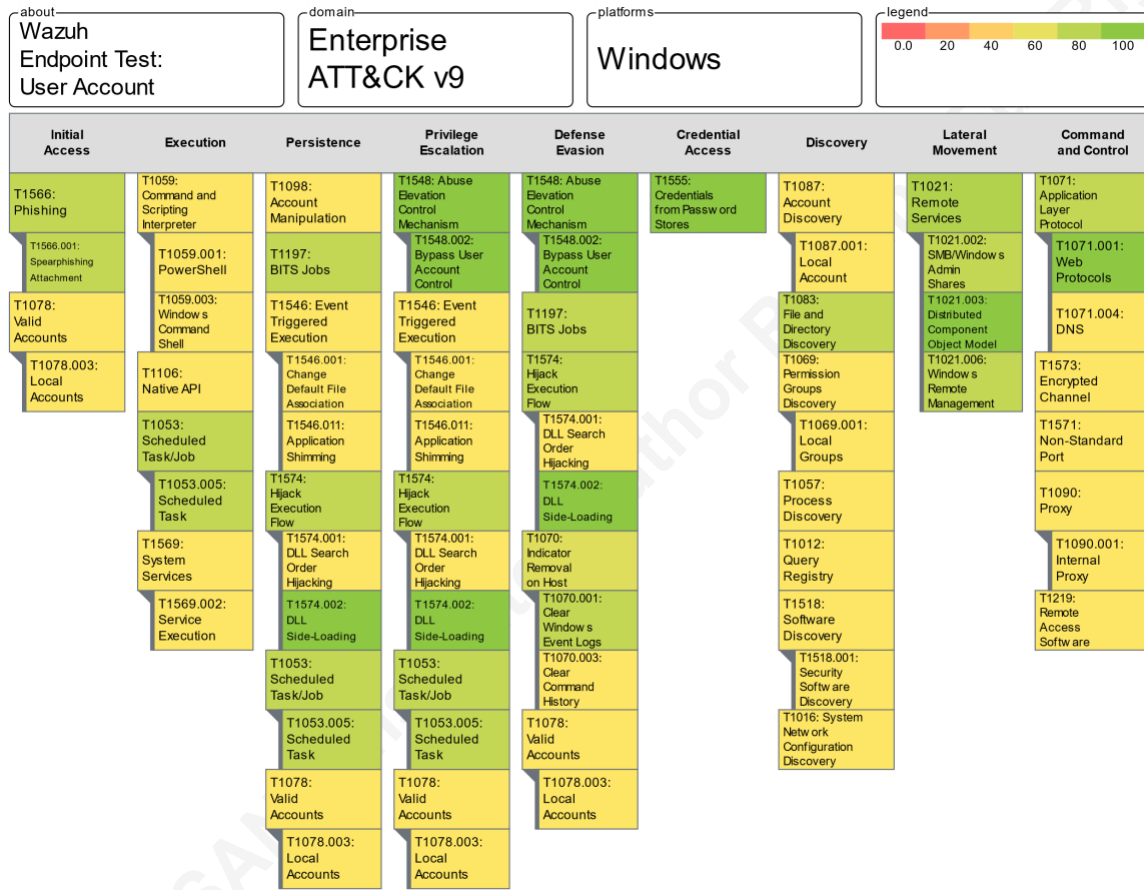 about
Wazuh
Endpoint Test:
User Account
domain
Enterprise
ATT&CK v9
platforms
Windows
legend
0.0 20 40 60 80 100
Initial
Access
Execution
Persistence
Privilege
Escalation
Defense
Evasion
Credential
Access
Discovery
Lateral
Movement
Command
and Control
T1566:
Phishing
T1566.001:
Spearphishing
Attachment
T1078:
Valid
Accounts
T1078.003:
Local
Accounts
T1059:
Command and
Scripting
Interpreter
T1059.001:
PowerShell
T1059.003:
Windows
Command
Shell
T1106:
Native API
T1053:
Scheduled
Task/Job
T1053.005:
Scheduled
Task
T1569:
System
Services
T1569.002:
Service
Execution
T1098:
Account
Manipulation
T1197:
BITS Jobs
T1546: Event
Triggered
Execution
T1546.001:
Change
Default File
Association
T1546.011:
Application
Shimming
T1574:
Hijack
Execution
Flow
T1574.001:
DLL Search
Order
Hijacking
T1574.002:
DLL
Side-Loading
T1053:
Scheduled
Task/Job
T1053.005:
Scheduled
Task
T1078:
Valid
Accounts
T1078.003:
Local
Accounts
T1548: Abuse
Elevation
Control
Mechanism
T1548.002:
Bypass User
Account
Control
T1546: Event
Triggered
Execution
T1546.001:
Change
Default File
Association
T1546.011:
Application
Shimming
T1574:
Hijack
Execution
Flow
T1574.001:
DLL Search
Order
Hijacking
T1574.002:
DLL
Side-Loading
T1053:
Scheduled
Task/Job
T1053.005:
Scheduled
Task
T1078:
Valid
Accounts
T1078.003:
Local
Accounts
T1548: Abuse
Elevation
Control
Mechanism
T1548.002:
Bypass User
Account
Control
T1197:
BITS Jobs
T1574:
Hijack
Execution
Flow
T1574.001:
DLL Search
Order
Hijacking
T1574.002:
DLL
Side-Loading
T1070:
Indicator
Removal
on Host
T1070.001:
Clear
Windows
Event Logs
T1070.003:
Clear
Command
History
T1078:
Valid
Accounts
T1078.003:
Local
Accounts
T1555:
Credentials
from Password
Stores
T1087:
Account
Discovery
T1087.001:
Local
Account
T1083:
File and
Directory
Discovery
T1069:
Permission
Groups
Discovery
T1069.001:
Local
Groups
T1057:
Process
Discovery
T1012:
Query
Registry
T1518:
Software
Discovery
T1518.001:
Security
Software
Discovery
T1016: System
Network
Configuration
Discovery
T1021:
Remote
Services
T1021.002:
SMB/Windows
Admin
Shares
T1021.003:
Distributed
Component
Object Model
T1021.006:
Windows
Remote
Management
T1071:
Application
Layer
Protocol
T1071.001:
Web
Protocols
T1071.004:
DNS
T1573:
Encrypted
Channel
T1571:
Non-Standard
Port
T1090:
Proxy
T1090.001:
Internal
Proxy
T1219:
Remote
Access
Software